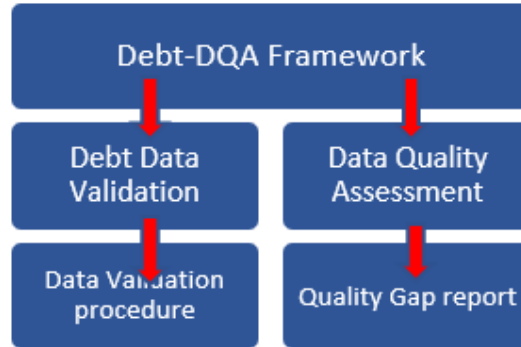 Debt-DQA Framework
Debt Data
Validation
Data Quality
Assessment
Data Validation
procedure
Quality Gap report